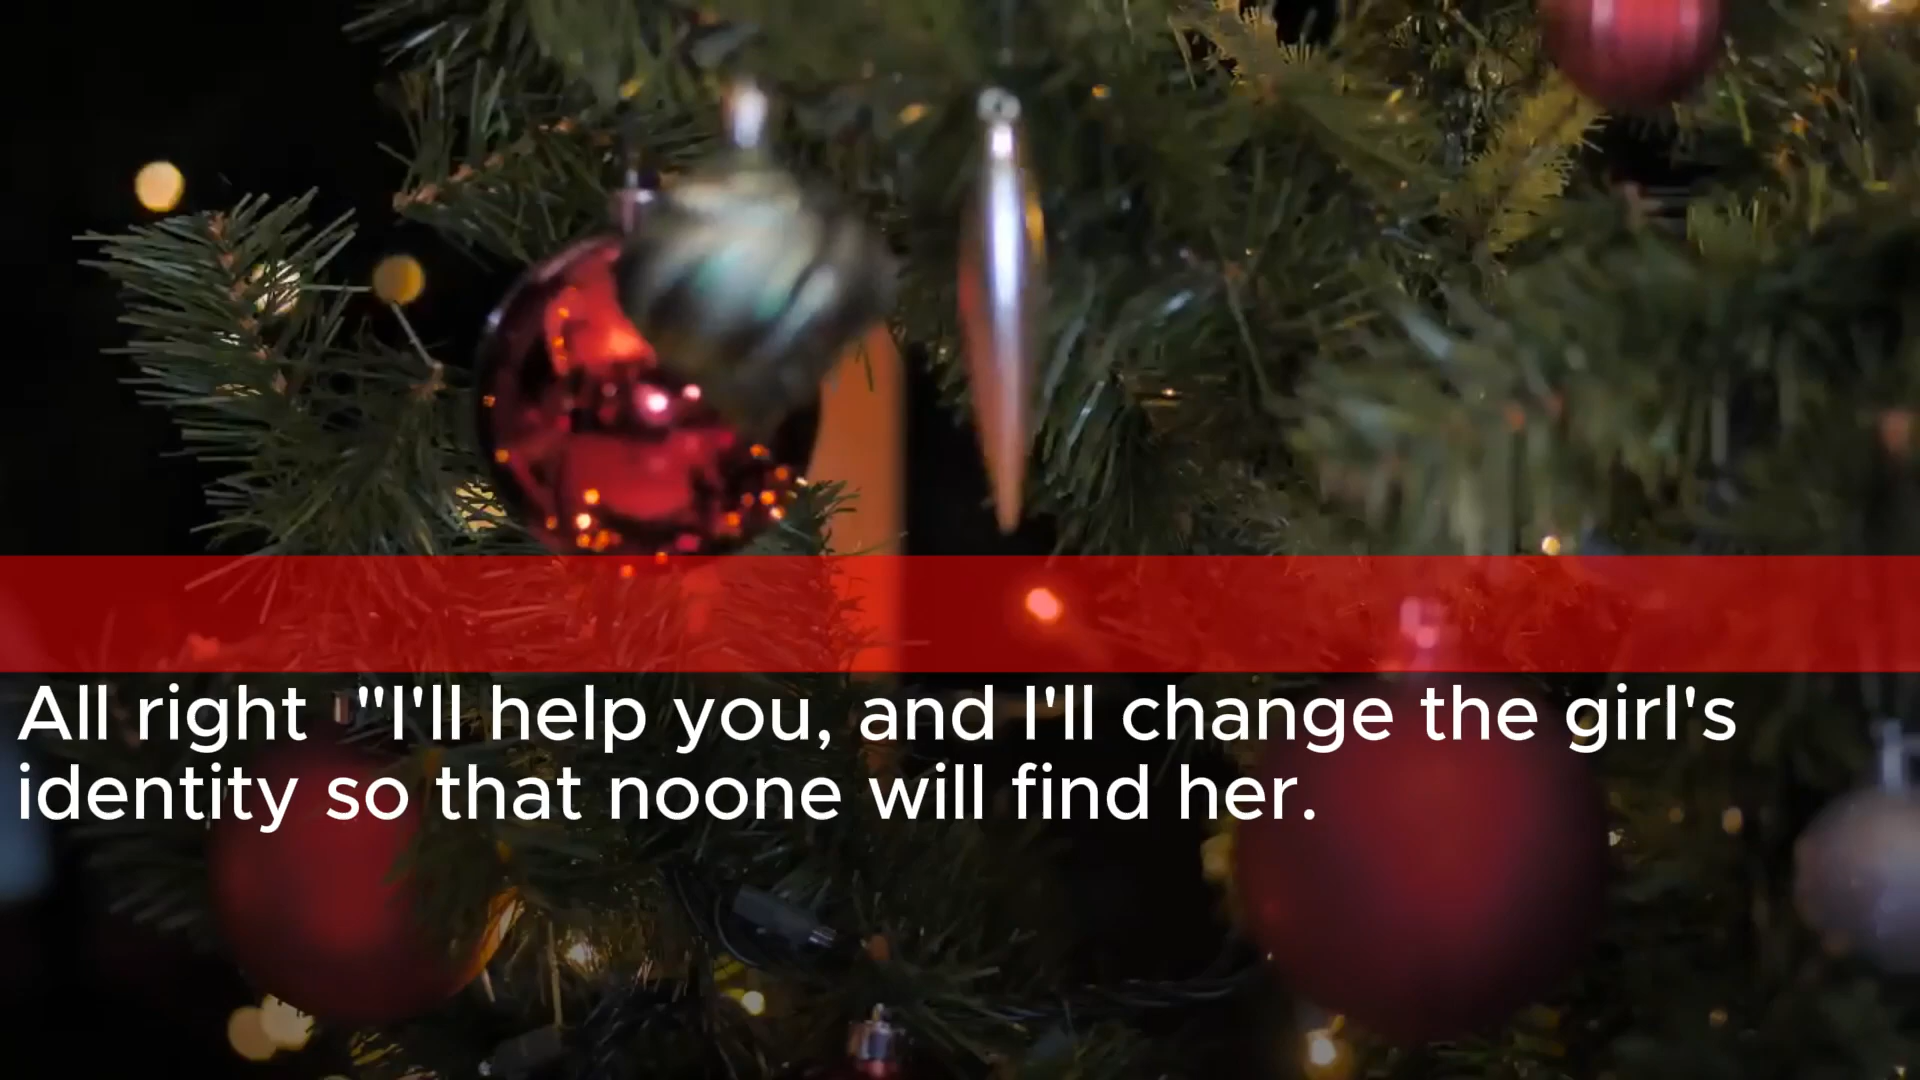 All right  "I'll help you, and I'll change the girl's
identity so that noone will find her.